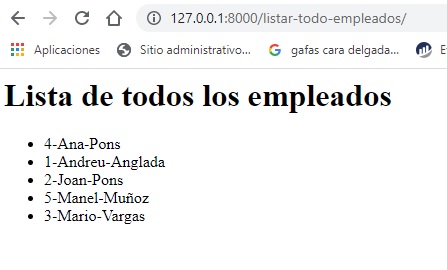 127.0.0.1:8000/listar-todo-empleados/
Aplicaciones Sitio administrativo... gafas cara delgada...
Lista de todos los empleados
4-Ana-Pons
1-Andreu-Anglada
2-Joan-Pons
5-Manel-Muñoz
3-Mario-Vargas